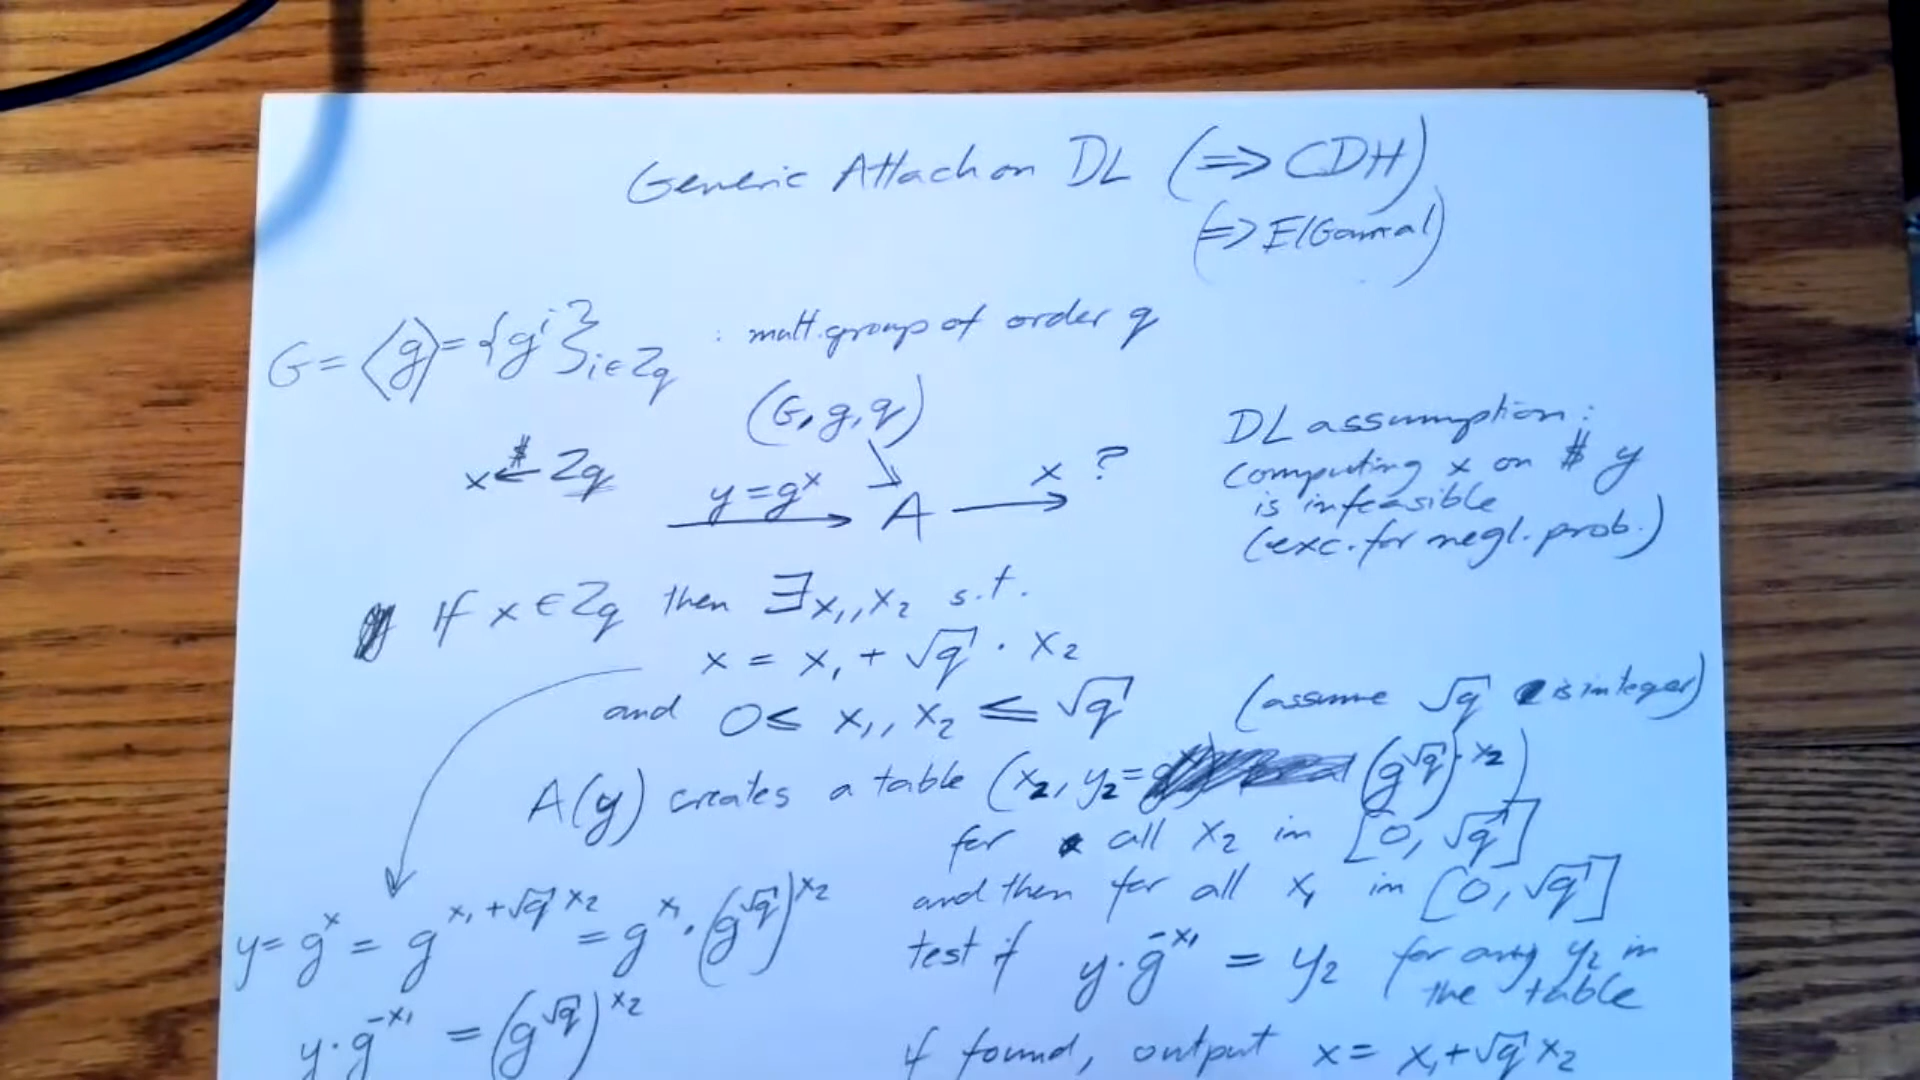 Generic Attack on DL (=> CDH)
(=> ElGamal)
G = ⟨g⟩ = {g^i}_{i∈Zq} : mult. group of order q
(G, g, q)
x <-$- Zq
y = g^x
A
x ?
DL assumption:
computing x on $ y
is infeasible
(exc. for negl. prob.)
If x ∈ Zq then ∃ x₁, x₂ s.t.
x = x₁ + √q · x₂
and 0 ≤ x₁, x₂ ≤ √q (assume √q is integer)
A(y) creates a table (x₂, y₂ = (g^√q)^{·x₂})
for all x₂ in [0, √q]
and then for all x₁ in [0, √q]
test if y · g^{-x₁} = y₂ for any y₂ in
the table
if found, output x = x₁ + √q x₂
y = g^x = g^{x₁ + √q x₂} = g^{x₁} · (g^√q)^{x₂}
y · g^{-x₁} = (g^√q)^{x₂}